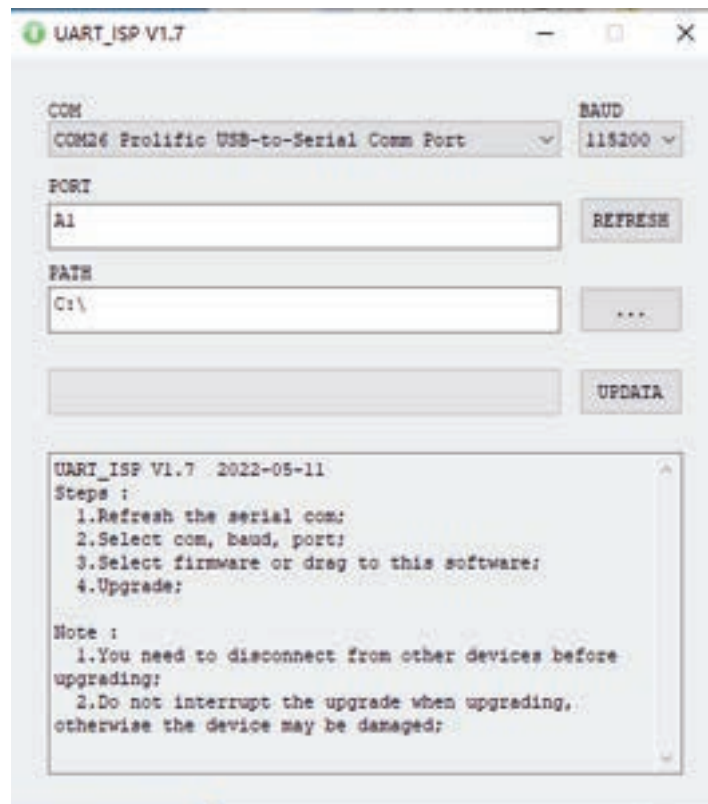 UART_ISP V1.7
COM
BAUD
COM26 Prolific USB-to-Serial Comm Port
115200
PORT
A1
REFRESH
PATH
C:\
...
UPDATA
UART_ISP V1.7 2022-05-11
Steps :
1.Refresh the serial com;
2.Select com, baud, port;
3.Select firmware or drag to this software;
4.Upgrade;
Note :
1.You need to disconnect from other devices before
upgrading;
2.Do not interrupt the upgrade when upgrading,
otherwise the device may be damaged;